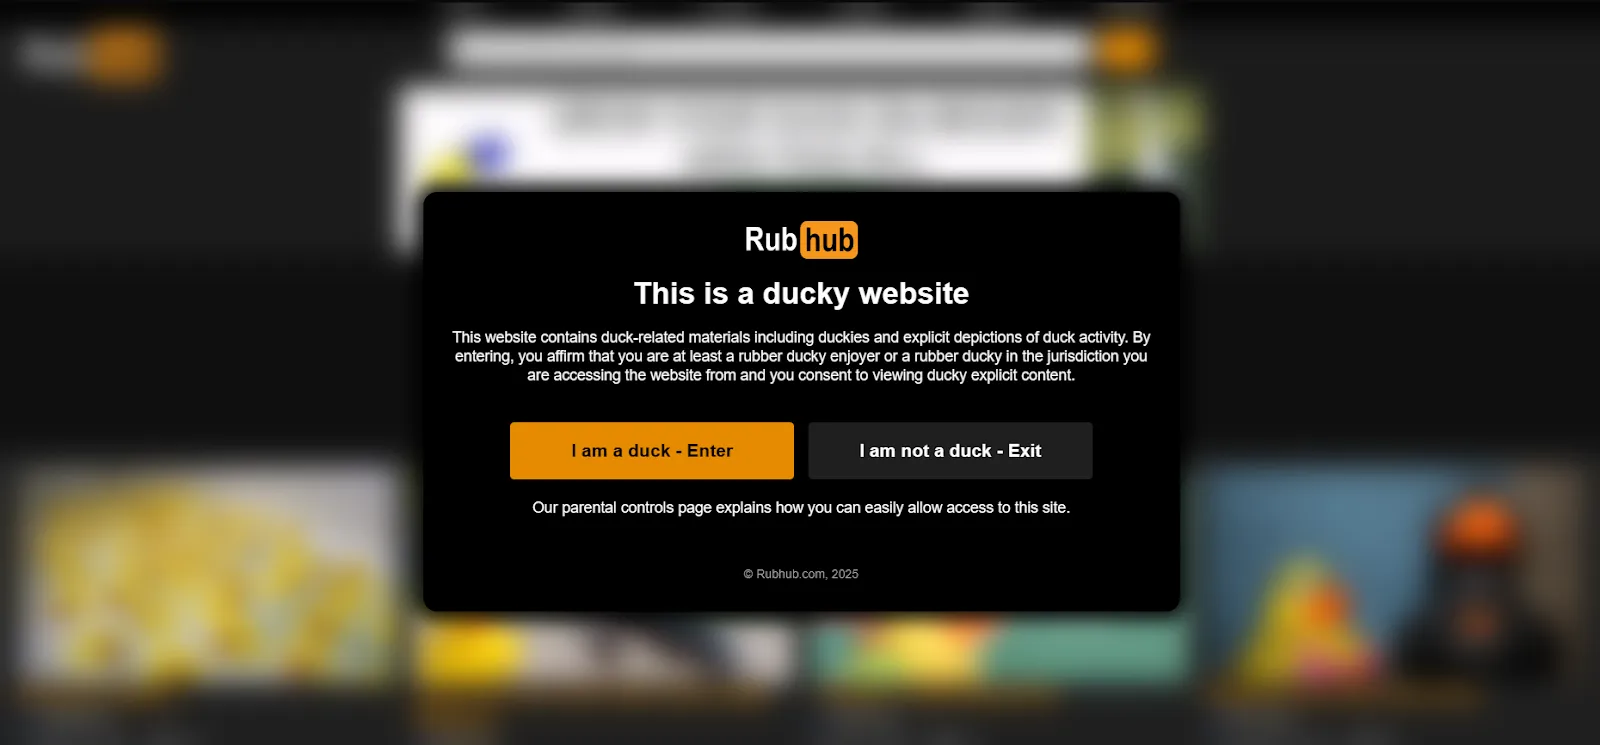 Rub hub
This is a ducky website
This website contains duck-related materials including duckies and explicit depictions of duck activity. By
entering, you affirm that you are at least a rubber ducky enjoyer or a rubber ducky in the jurisdiction you
are accessing the website from and you consent to viewing ducky explicit content.
I am a duck - Enter
I am not a duck - Exit
Our parental controls page explains how you can easily allow access to this site.
© Rubhub.com, 2025